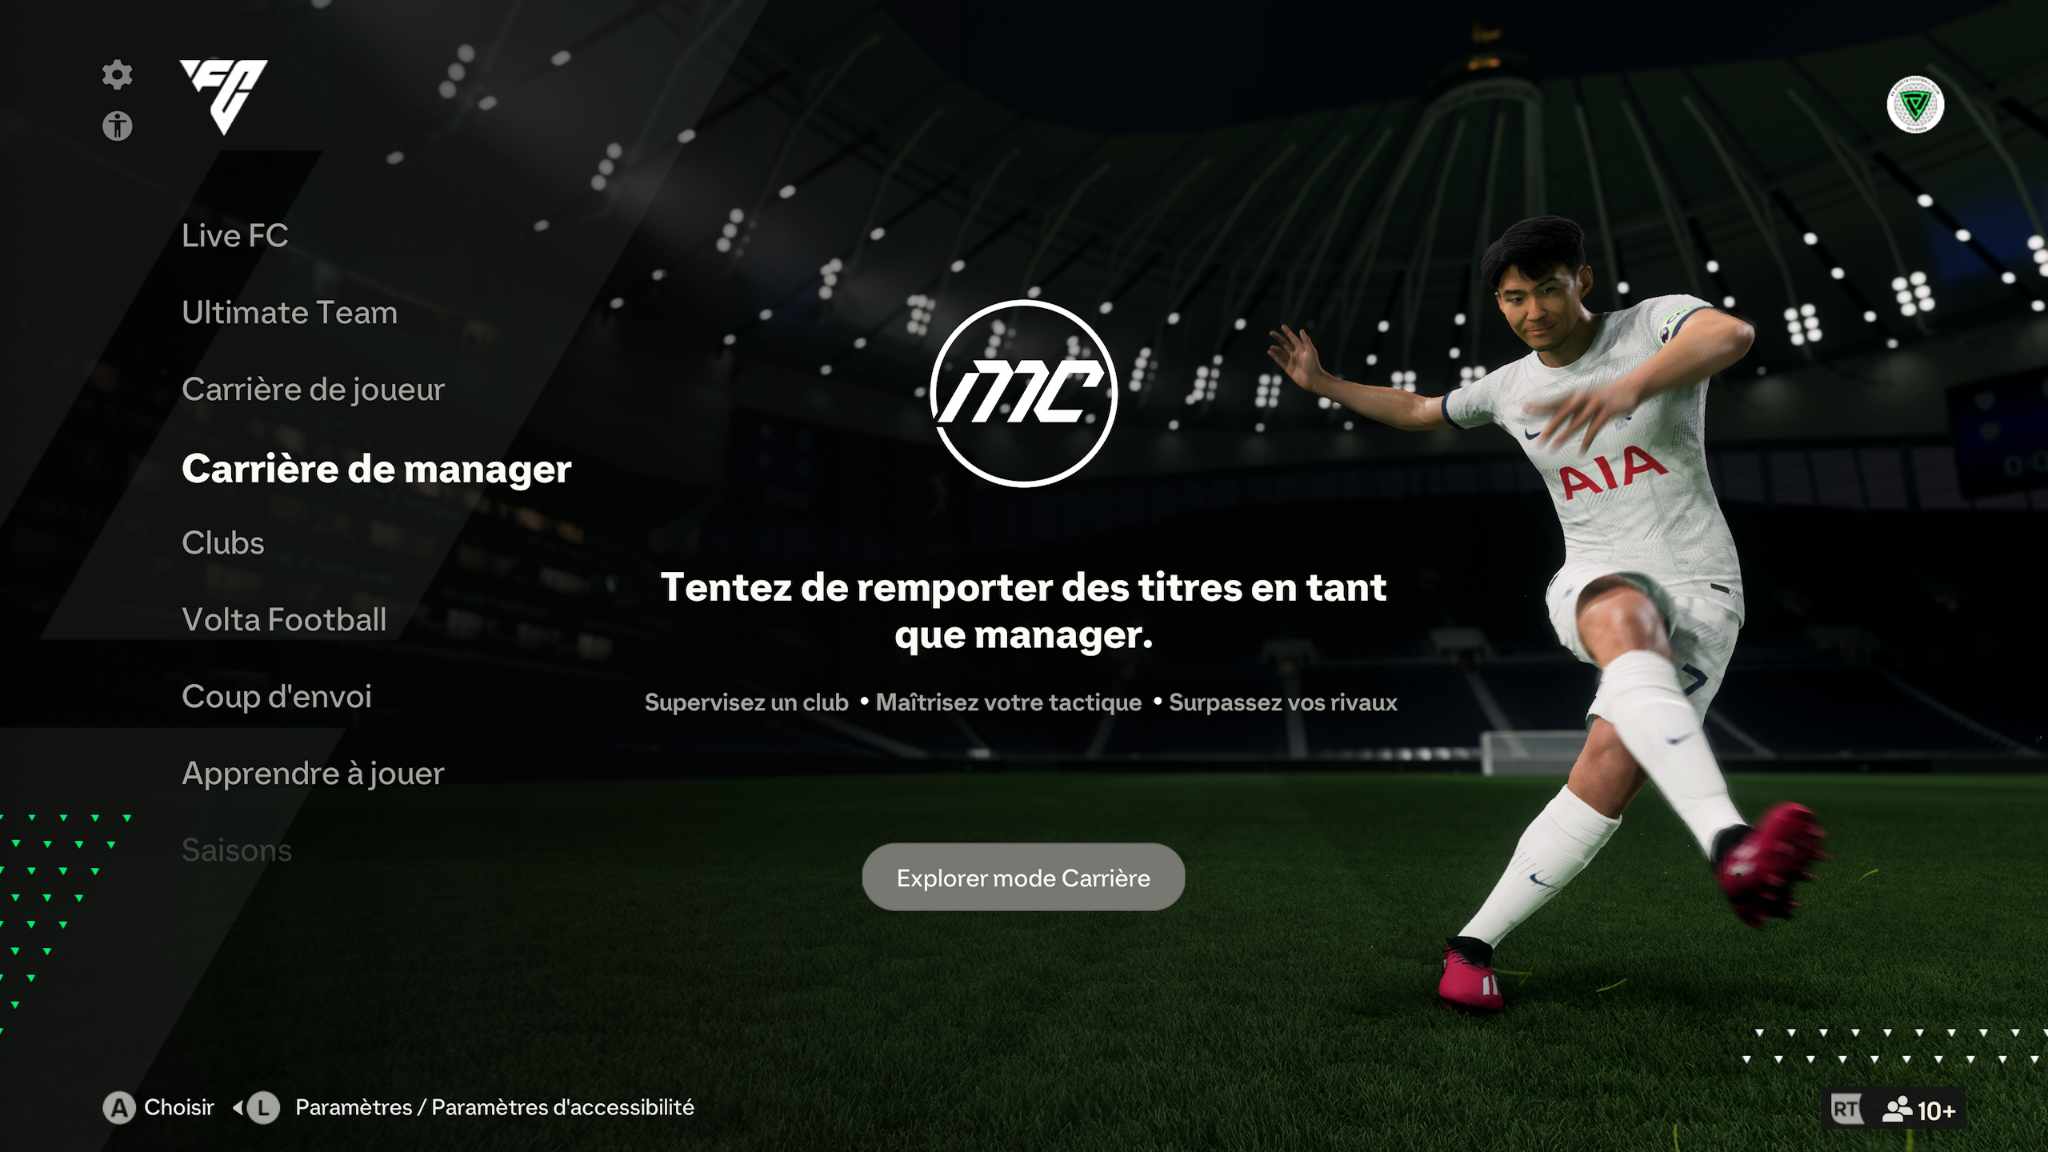 FC
Live FC
Ultimate Team
Carrière de joueur
Carrière de manager
Clubs
Volta Football
Coup d'envoi
Apprendre à jouer
Saisons
MC
Tentez de remporter des titres en tant
que manager.
Supervisez un club • Maîtrisez votre tactique • Surpassez vos rivaux
Explorer mode Carrière
AIA
7
A Choisir L Paramètres / Paramètres d'accessibilité
RT 10+